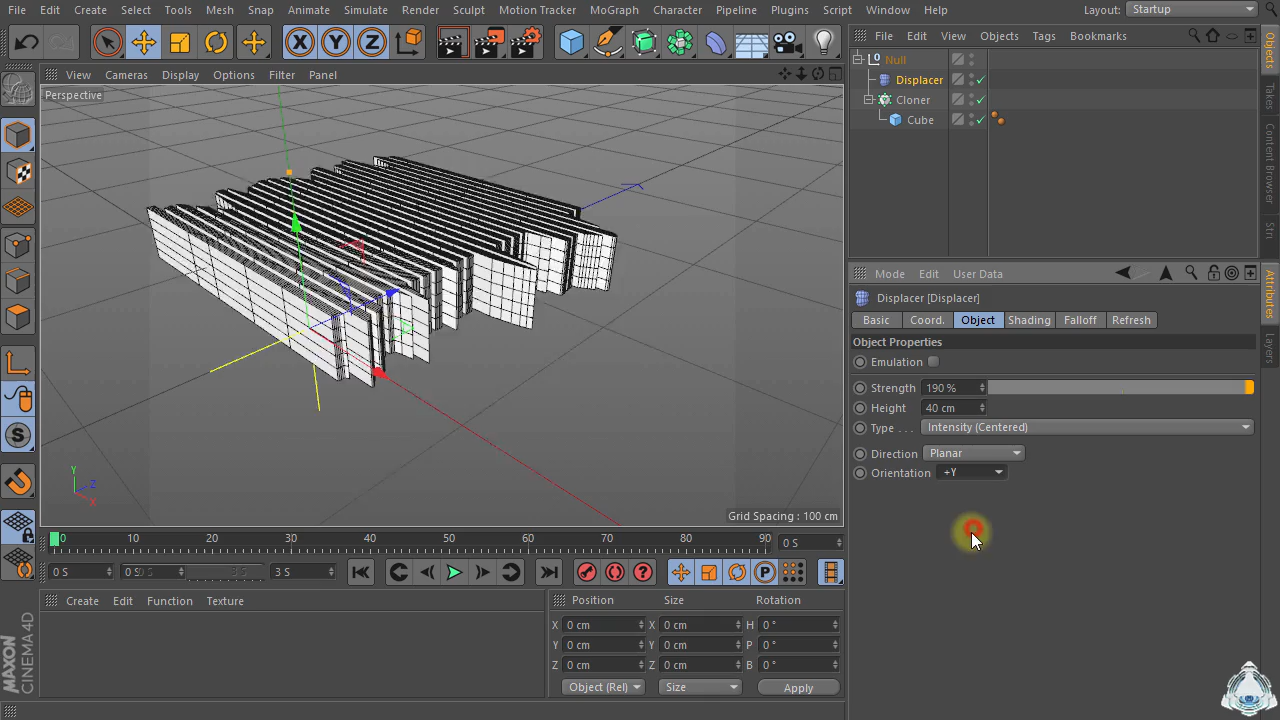 File Edit Create Select Tools Mesh Snap Animate Simulate Render Sculpt Motion Tracker MoGraph Character Pipeline Plugins Script Window Help Layout: Startup
X Y Z
File Edit View Objects Tags Bookmarks
Null
Displacer
Cloner
Cube
Objects
Takes
Content Browser
Attributes
Layers
View Cameras Display Options Filter Panel
Perspective
Y
Z
X
Grid Spacing : 100 cm
Mode Edit User Data
Displacer [Displacer]
Basic Coord. Object Shading Falloff Refresh
Object Properties
Emulation
Strength 190 %
Height 40 cm
Type . . . Intensity (Centered)
Direction Planar
Orientation +Y
0 10 20 30 40 50 60 70 80 90 0 S
0 S 0 S 3 S 3 S P
Create Edit Function Texture
Position Size Rotation
X 0 cm X 0 cm H 0 °
Y 0 cm Y 0 cm P 0 °
Z 0 cm Z 0 cm B 0 °
Object (Rel) Size Apply
MAXON
CINEMA 4D
S